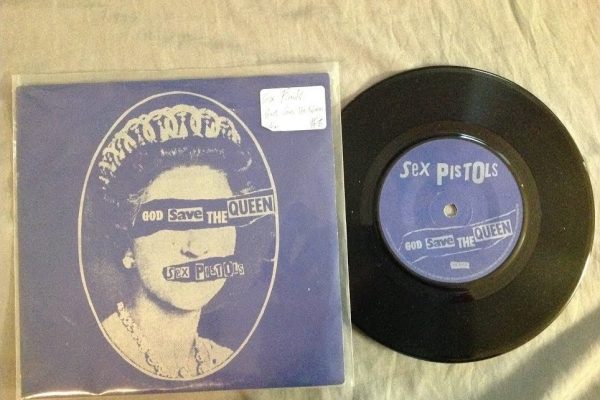 GOD Save THE QUEEN
Sex PiSTOLS
Sex PiSTOLS
GOD Save THE QUEEN